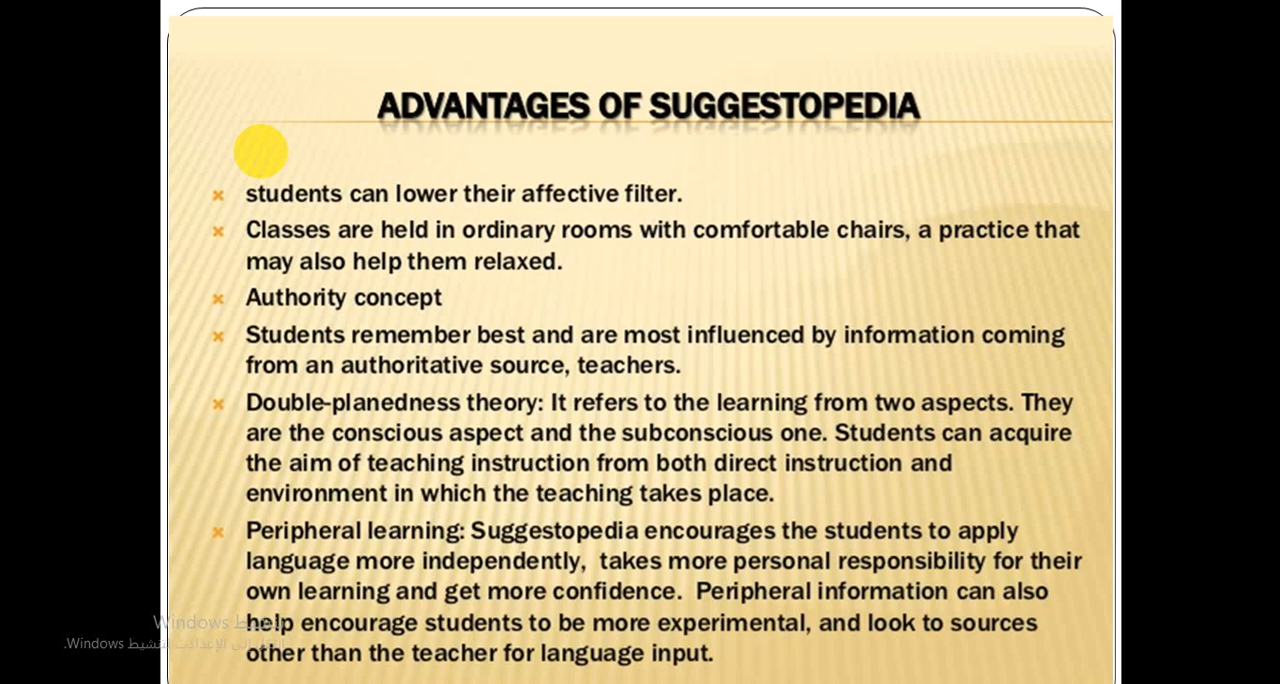 ADVANTAGES OF SUGGESTOPEDIA
students can lower their affective filter.
Classes are held in ordinary rooms with comfortable chairs, a practice that
may also help them relaxed.
Authority concept
Students remember best and are most influenced by information coming
from an authoritative source, teachers.
Double-planedness theory: It refers to the learning from two aspects. They
are the conscious aspect and the subconscious one. Students can acquire
the aim of teaching instruction from both direct instruction and
environment in which the teaching takes place.
Peripheral learning: Suggestopedia encourages the students to apply
language more independently, takes more personal responsibility for their
own learning and get more confidence. Peripheral information can also
help encourage students to be more experimental, and look to sources
other than the teacher for language input.
تنشيط Windows
إلى الإعدادات لتنشيط Windows.